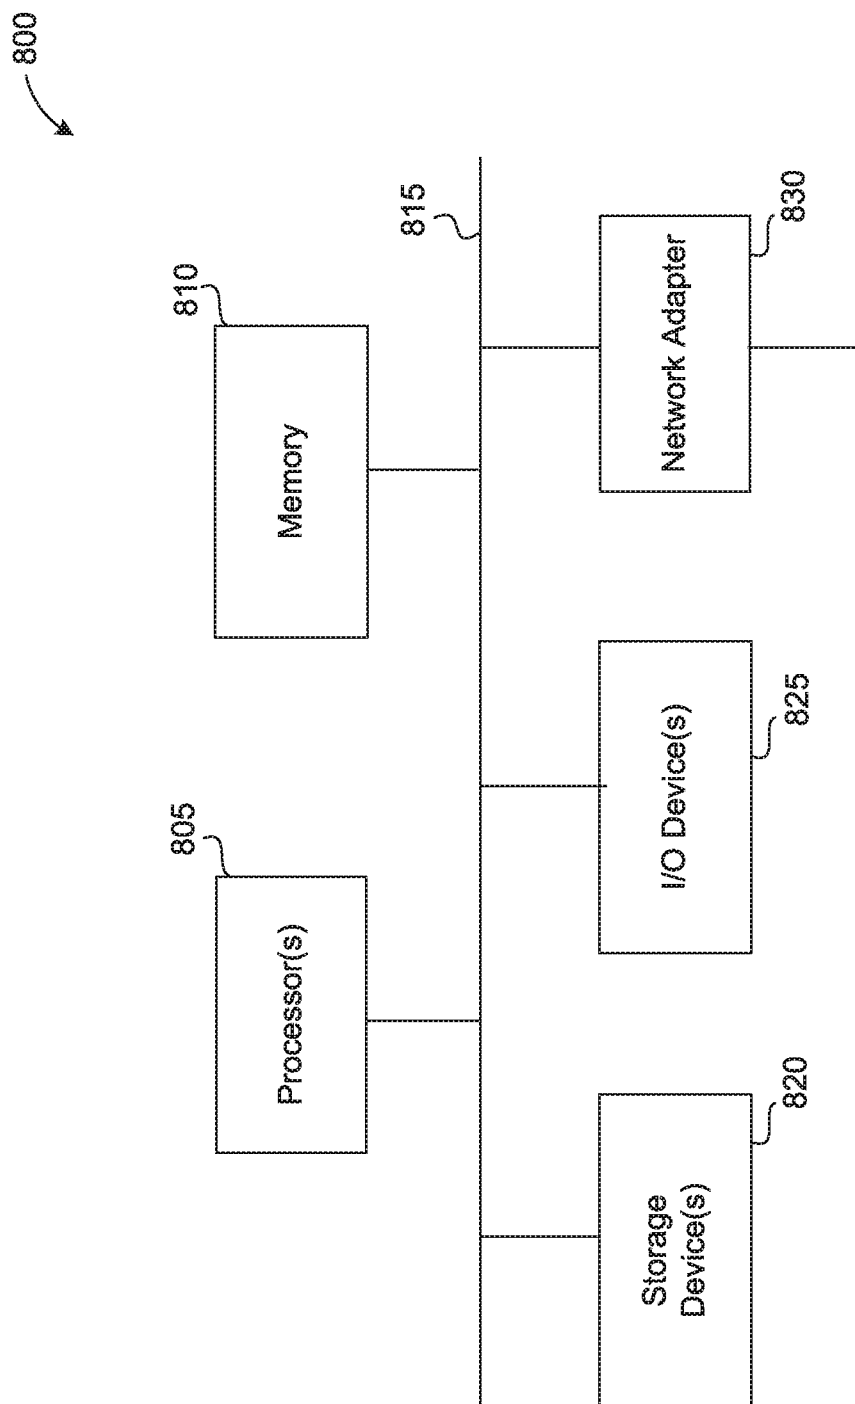 800
805
Processor(s)
810
Memory
815
Storage
Device(s)
820
I/O Device(s)
825
Network Adapter
830